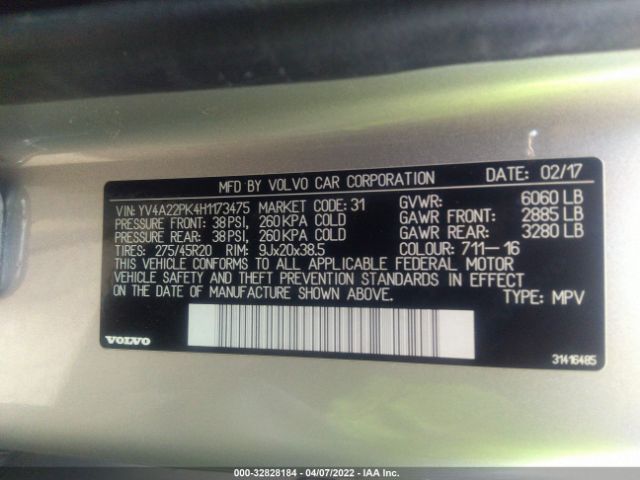 MFD BY VOLVO CAR CORPORATION DATE: 02/17
VIN: YV4A22PK4H1173475 MARKET CODE: 31 GVWR: 6060 LB
PRESSURE FRONT: 38PSI, 260KPA COLD GAWR FRONT: 2885 LB
PRESSURE REAR: 38PSI, 260KPA COLD GAWR REAR: 3280 LB
TIRES: 275/45R20 RIM: 9Jx20x38.5 COLOUR: 711-16
THIS VEHICLE CONFORMS TO ALL APPLICABLE FEDERAL MOTOR
VEHICLE SAFETY AND THEFT PREVENTION STANDARDS IN EFFECT
ON THE DATE OF MANUFACTURE SHOWN ABOVE. TYPE: MPV
VOLVO
31416485
000-32828184 - 04/07/2022 - IAA Inc.